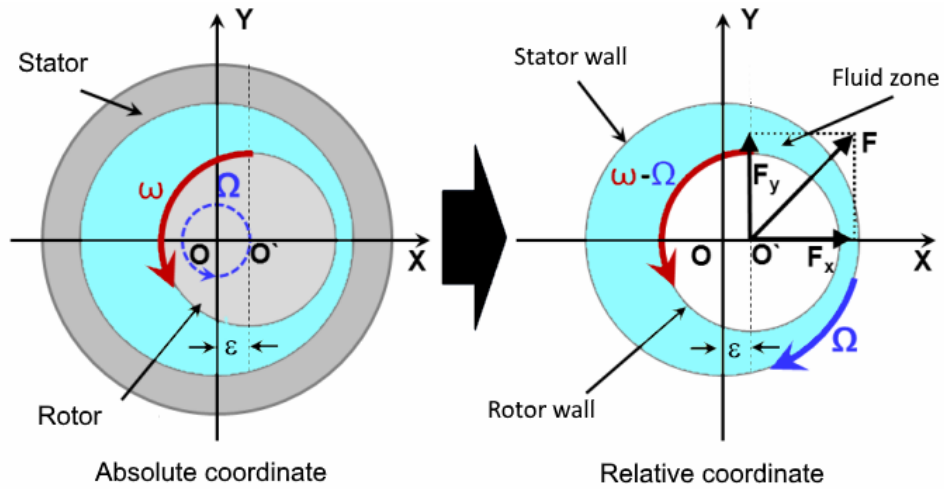 Y
Stator
ω
Ω
O
O`
X
ε
Rotor
Absolute coordinate
Y
Stator wall
Fluid zone
F
ω-Ω
Fy
O
O`
Fx
X
ε
Ω
Rotor wall
Relative coordinate